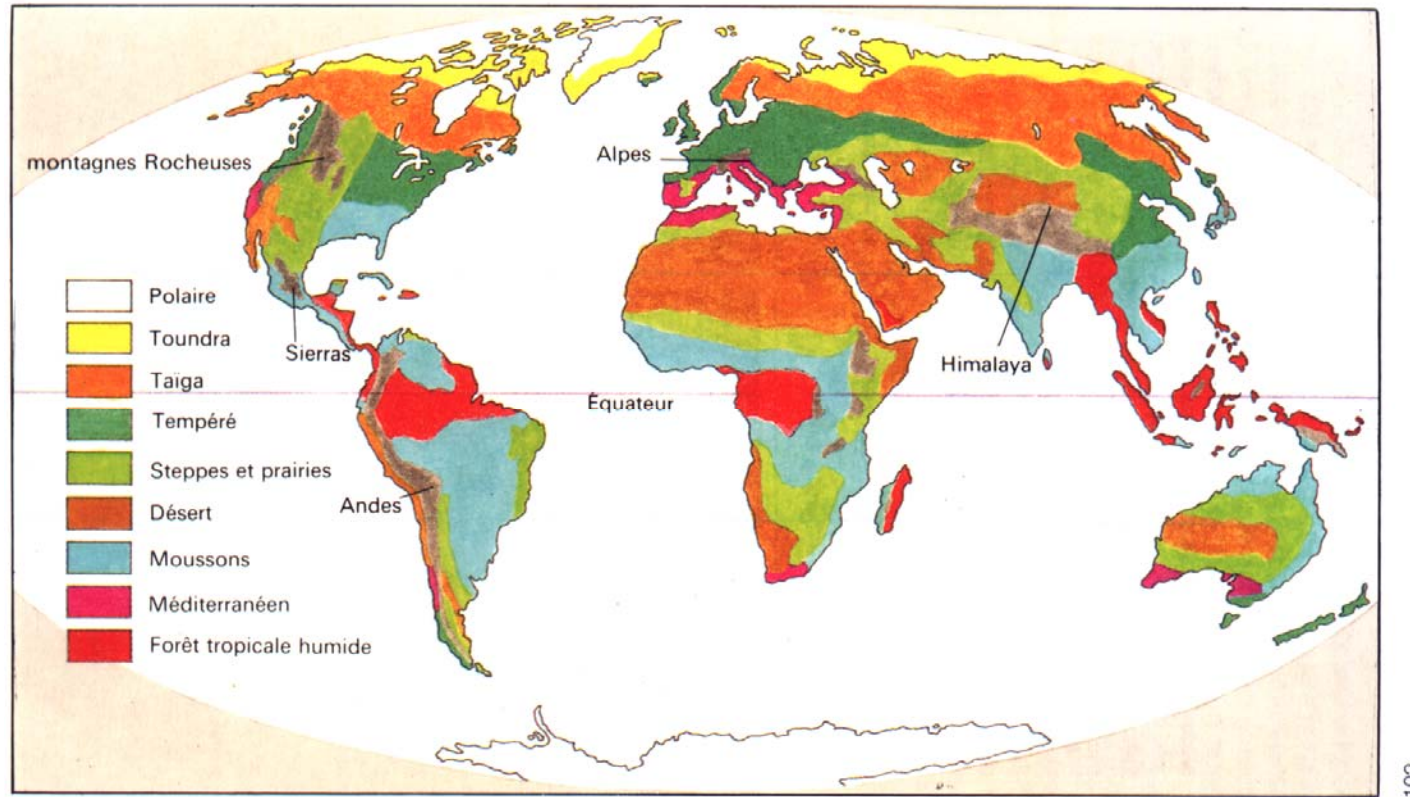 montagnes Rocheuses
Alpes
Polaire
Toundra
Taïga
Tempéré
Steppes et prairies
Désert
Moussons
Méditerranéen
Forêt tropicale humide
Sierras
Équateur
Himalaya
Andes
100